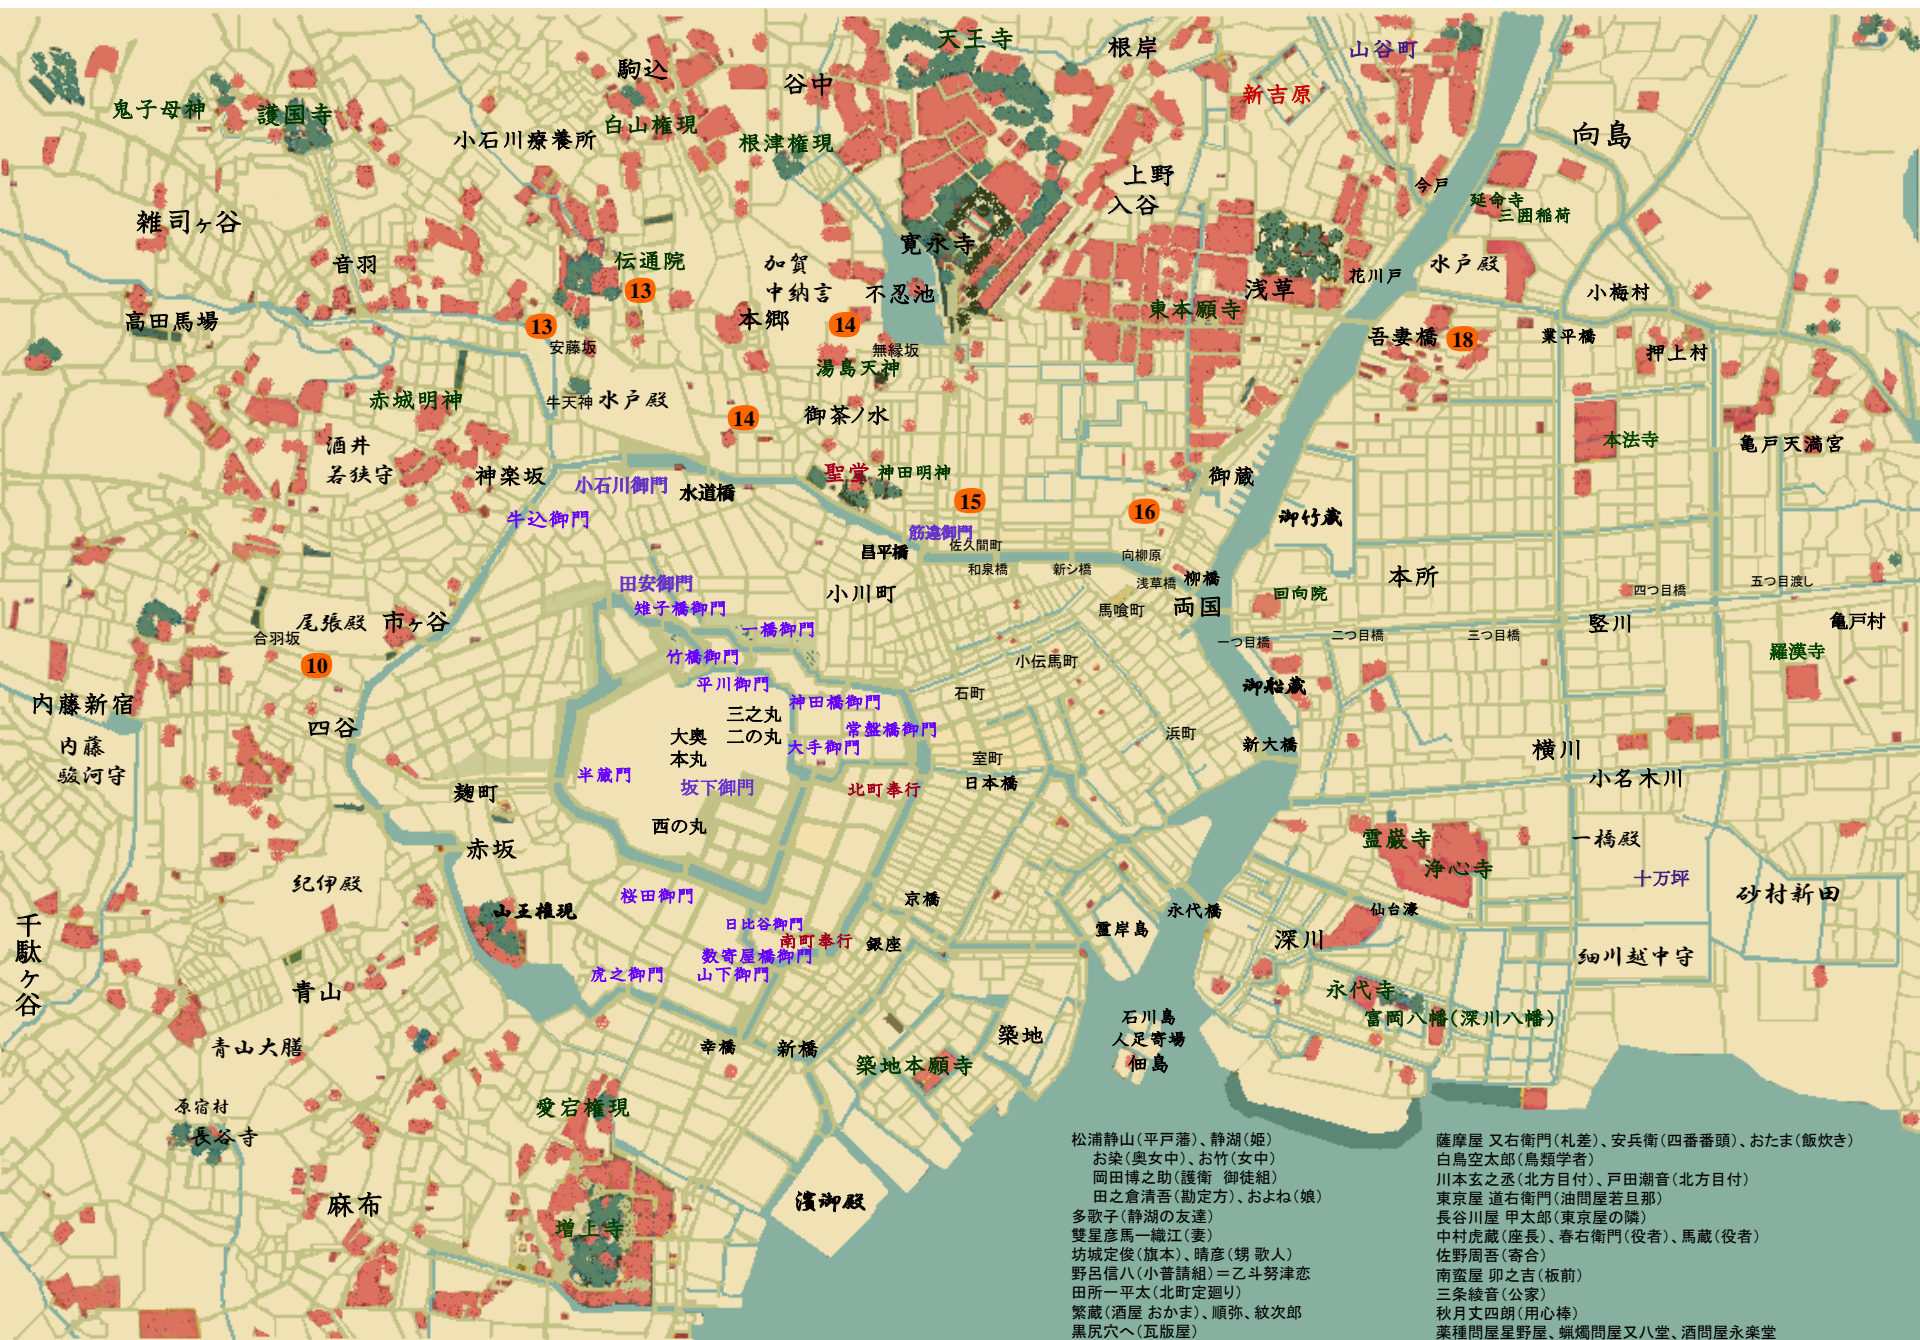 天王寺
根岸
山谷町
駒込
谷中
新吉原
鬼子母神
護国寺
白山権現
小石川療養所
根津権現
向島
上野
入谷
今戸
延命寺
三囲稲荷
雑司ヶ谷
寛永寺
音羽
伝通院
加賀
中納言
不忍池
水戸殿
花川戸
浅草
小梅村
13
高田馬場
13
本郷
14
東本願寺
吾妻橋
18
業平橋
押上村
安藤坂
無縁坂
湯島天神
赤城明神
牛天神
水戸殿
14
御茶ノ水
本法寺
亀戸天満宮
酒井
若狭守
神楽坂
小石川御門
水道橋
聖堂
神田明神
御蔵
15
16
御竹蔵
牛込御門
筋違御門
佐久間町
昌平橋
和泉橋
新シ橋
向柳原
浅草橋
柳橋
本所
田安御門
雉子橋御門
小川町
馬喰町
両国
回向院
四つ目橋
五つ目渡し
尾張殿
市ヶ谷
一橋御門
合羽坂
竹橋御門
一つ目橋
二つ目橋
三つ目橋
竪川
亀戸村
10
小伝馬町
羅漢寺
平川御門
御船蔵
内藤新宿
神田橋御門
石町
三之丸
四谷
大奥
二の丸
常盤橋御門
浜町
内藤
駿河守
本丸
大手御門
新大橋
横川
室町
半蔵門
坂下御門
北町奉行
日本橋
小名木川
麹町
西の丸
赤坂
霊巌寺
浄心寺
一橋殿
紀伊殿
桜田御門
京橋
十万坪
砂村新田
山王権現
日比谷御門
南町奉行
銀座
永代橋
仙台濠
千駄ヶ谷
霊岸島
深川
数寄屋橋御門
細川越中守
虎之御門
山下御門
青山
永代寺
富岡八幡(深川八幡)
石川島
人足寄場
佃島
築地
青山大膳
幸橋
新橋
築地本願寺
原宿村
長谷寺
愛宕権現
麻布
濱御殿
増上寺
松浦静山(平戸藩)、静湖(姫)
お染(奥女中)、お竹(女中)
岡田博之助(護衛 御徒組)
田之倉清吾(勘定方)、およね(娘)
多歌子(静湖の友達)
雙星彦馬ー織江(妻)
坊城定俊(旗本)、晴彦(甥 歌人)
野呂信八(小普請組)=乙斗努津恋
田所一平太(北町定廻り)
繁蔵(酒屋 おかま)、順弥、紋次郎
黒尻穴へ(瓦版屋)
薩摩屋 又右衛門(札差)、安兵衛(四番番頭)、おたま(飯炊き)
白鳥空太郎(鳥類学者)
川本玄之丞(北方目付)、戸田潮音(北方目付)
東京屋 道右衛門(油問屋若旦那)
長谷川屋 甲太郎(東京屋の隣)
中村虎蔵(座長)、春右衛門(役者)、馬蔵(役者)
佐野周吾(寄合)
南蛮屋 卯之吉(板前)
三条綾音(公家)
秋月丈四朗(用心棒)
薬種問屋星野屋、蝋燭問屋又八堂、酒問屋永楽堂